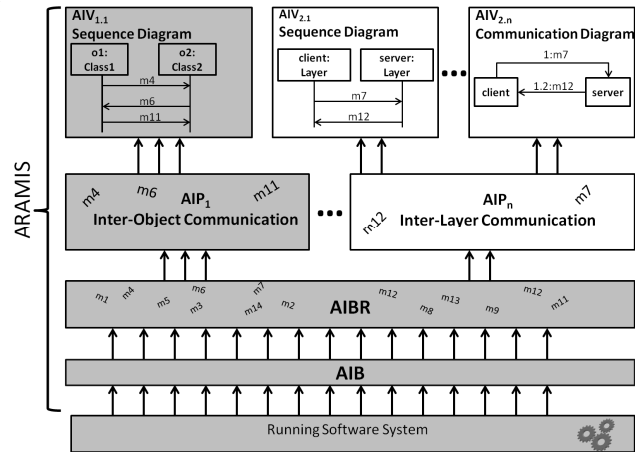 AIV1.1
Sequence Diagram
o1:
Class1
o2:
Class2
m4
m6
m11
AIV2.1
Sequence Diagram
client:
Layer
server:
Layer
m7
m12
AIV2.n
Communication Diagram
1:m7
client
1.2:m12
server
ARAMIS
m4
m6
m11
AIP1
Inter-Object Communication
m12
m7
AIPn
Inter-Layer Communication
m1
m4
m5
m6
m3
m7
m14
m2
m12
m8
m13
m9
m12
m11
AIBR
AIB
Running Software System